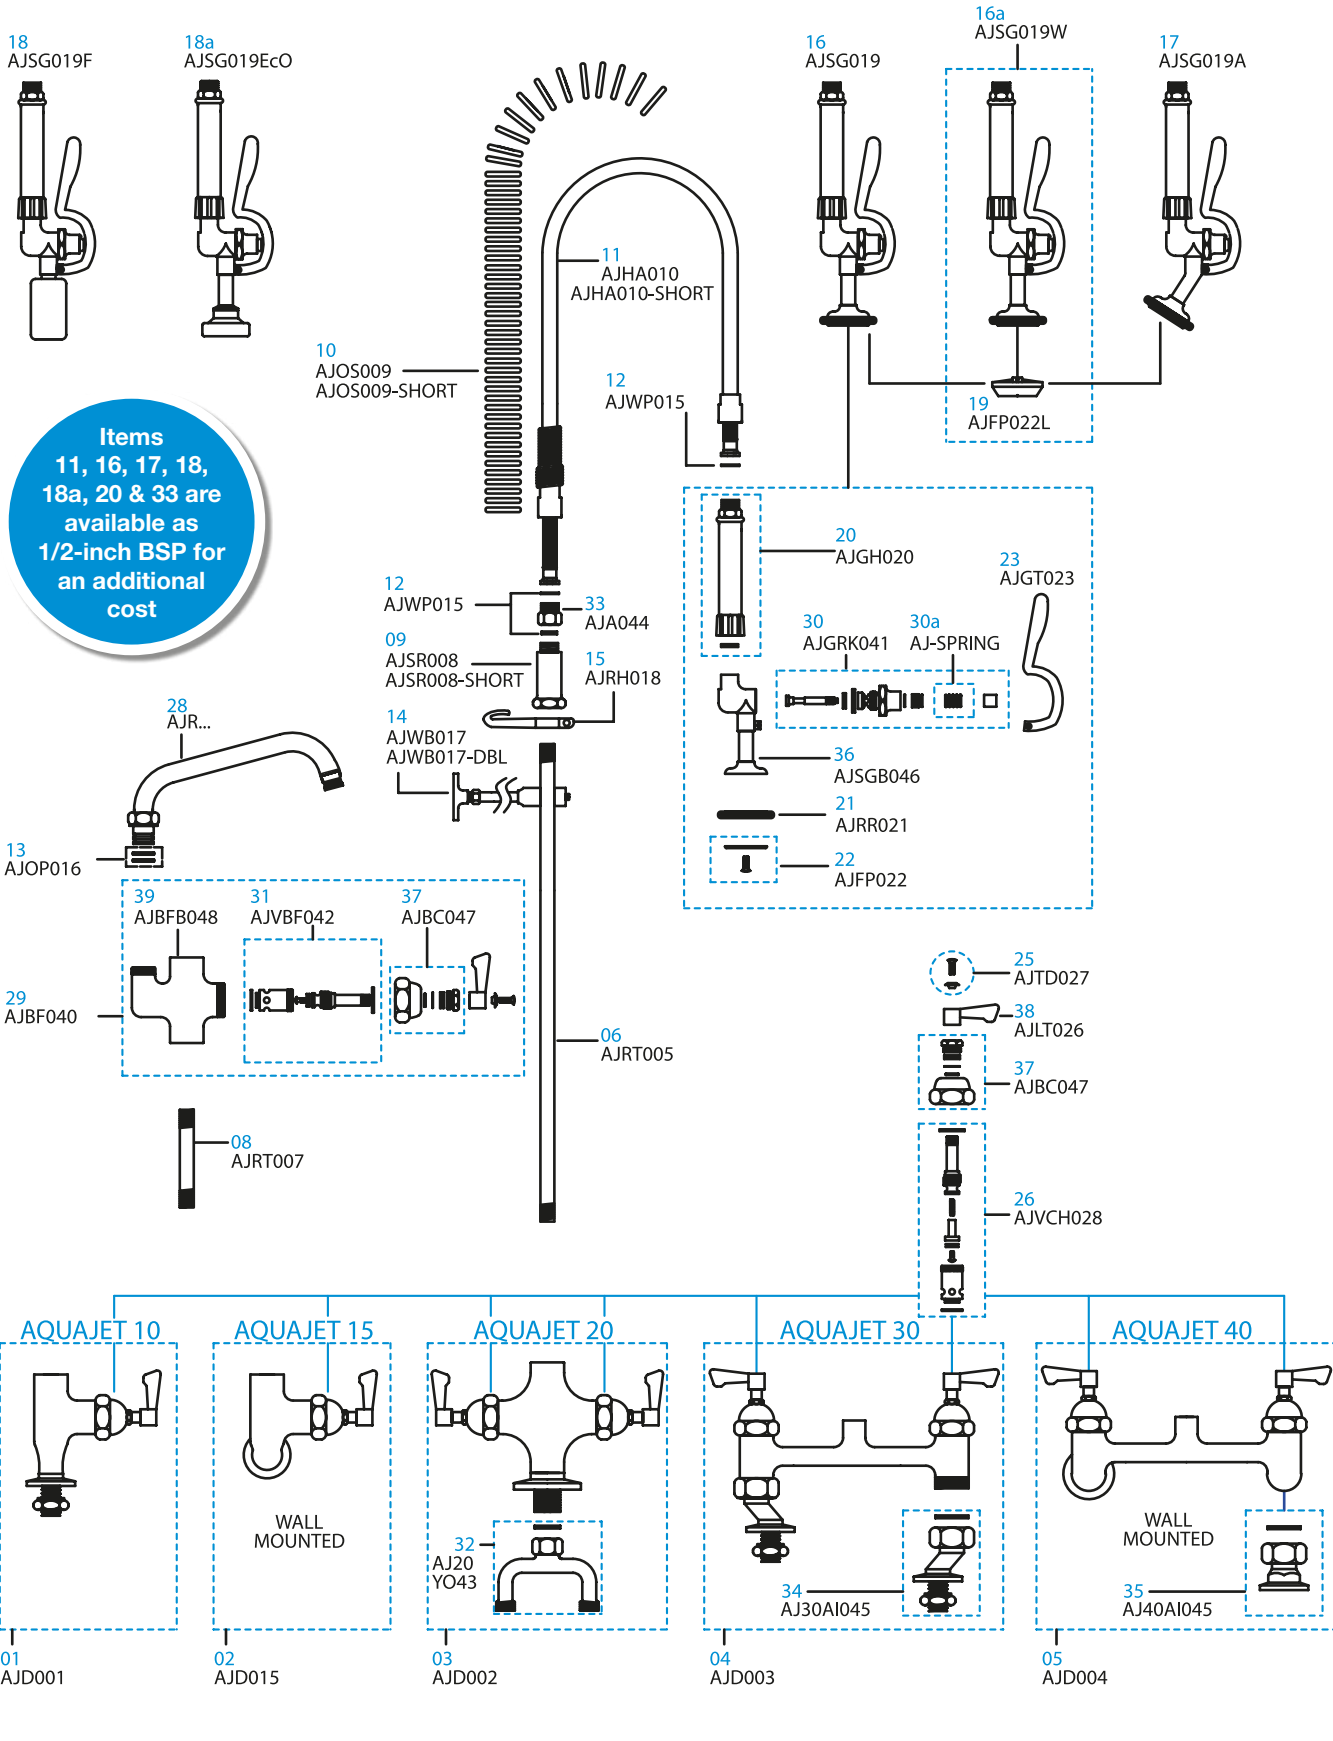 18
AJSG019F
18a
AJSG019EcO
16
AJSG019
16a
AJSG019W
17
AJSG019A
11
AJHA010
AJHA010-SHORT
10
AJOS009
AJOS009-SHORT
12
AJWP015
19
AJFP022L
Items
11, 16, 17, 18,
18a, 20 & 33 are
available as
1/2-inch BSP for
an additional
cost
20
AJGH020
23
AJGT023
12
AJWP015
33
AJA044
09
AJSR008
AJSR008-SHORT
15
AJRH018
30
AJGRK041
30a
AJ-SPRING
28
AJR...
14
AJWB017
AJWB017-DBL
36
AJSGB046
21
AJRR021
22
AJFP022
13
AJOP016
39
AJBFB048
31
AJVBF042
37
AJBC047
29
AJBF040
25
AJTD027
38
AJLT026
06
AJRT005
37
AJBC047
08
AJRT007
26
AJVCH028
AQUAJET 10
AQUAJET 15
AQUAJET 20
AQUAJET 30
AQUAJET 40
WALL
MOUNTED
WALL
MOUNTED
32
AJ20
YO43
34
AJ30AI045
35
AJ40AI045
01
AJD001
02
AJD015
03
AJD002
04
AJD003
05
AJD004